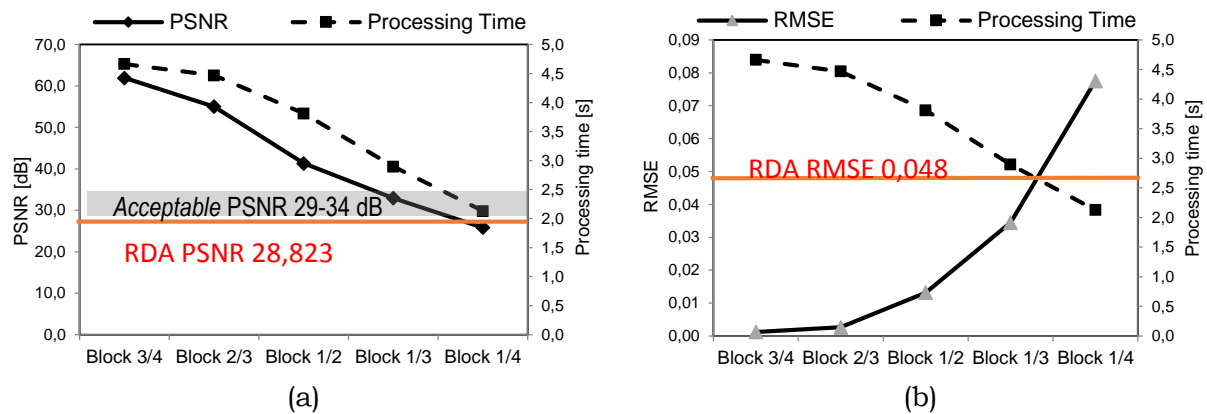 PSNR
Processing Time
70,0
60,0
50,0
40,0
30,0
20,0
10,0
0,0
PSNR [dB]
5,0
4,5
4,0
3,5
3,0
2,5
2,0
1,5
1,0
0,5
0,0
Processing time [s]
Acceptable PSNR 29-34 dB
RDA PSNR 28,823
Block 3/4 Block 2/3 Block 1/2 Block 1/3 Block 1/4
(a)
RMSE
Processing Time
0,09
0,08
0,07
0,06
0,05
0,04
0,03
0,02
0,01
0,00
RMSE
5,0
4,5
4,0
3,5
3,0
2,5
2,0
1,5
1,0
0,5
0,0
Processing time [s]
RDA RMSE 0,048
Block 3/4 Block 2/3 Block 1/2 Block 1/3 Block 1/4
(b)